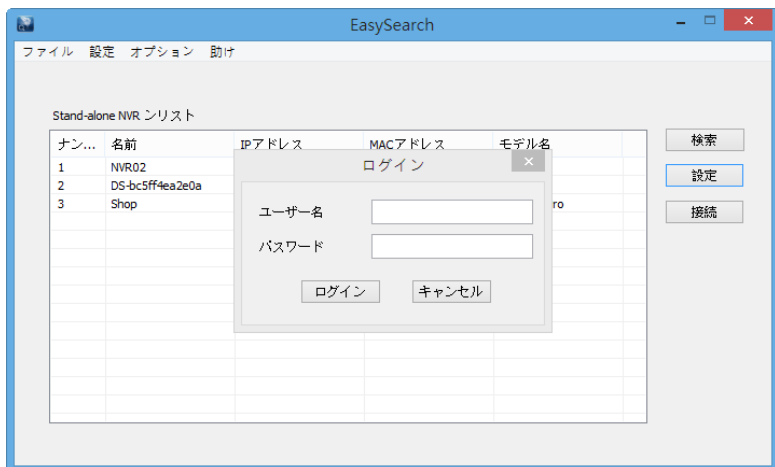 EasySearch
ファイル 設定 オプション 助け
Stand-alone NVR ンリスト
ナン... 名前 IPアドレス MACアドレス モデル名
検索
ログイン
1 NVR02
設定
2 DS-bc5ff4ea2e0a
3 Shop
ro
接続
ユーザー名
パスワード
ログイン キャンセル